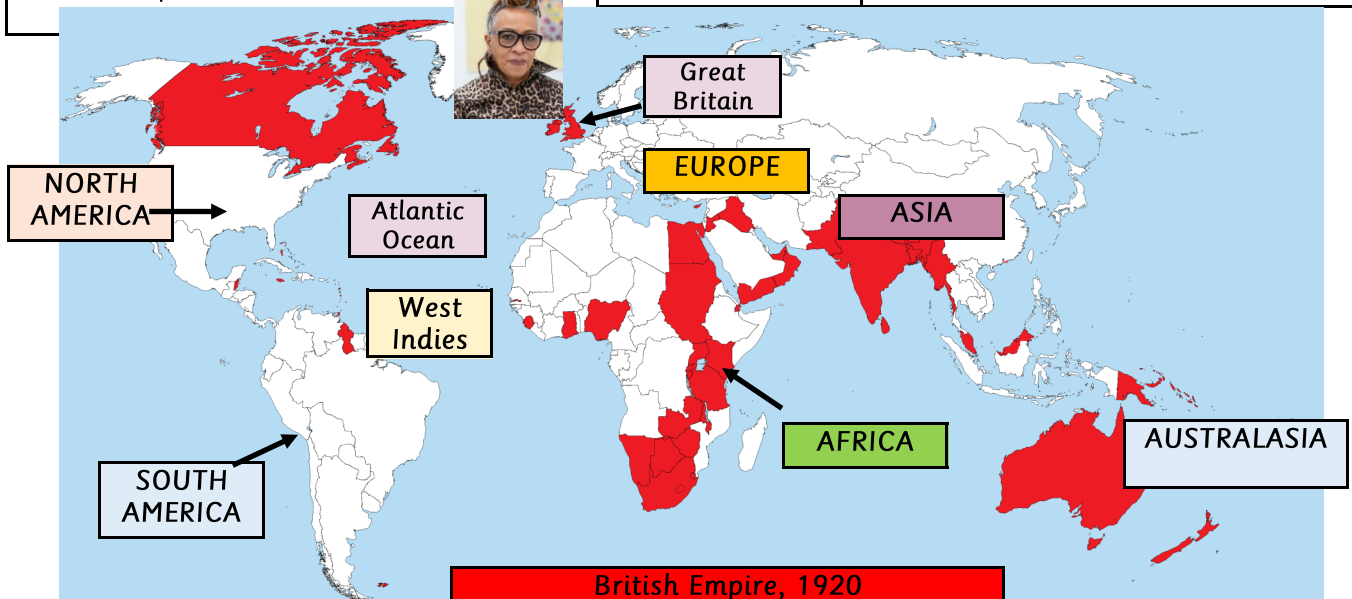 Great
Britain
EUROPE
NORTH
AMERICA
Atlantic
Ocean
ASIA
West
Indies
AFRICA
AUSTRALASIA
SOUTH
AMERICA
British Empire, 1920